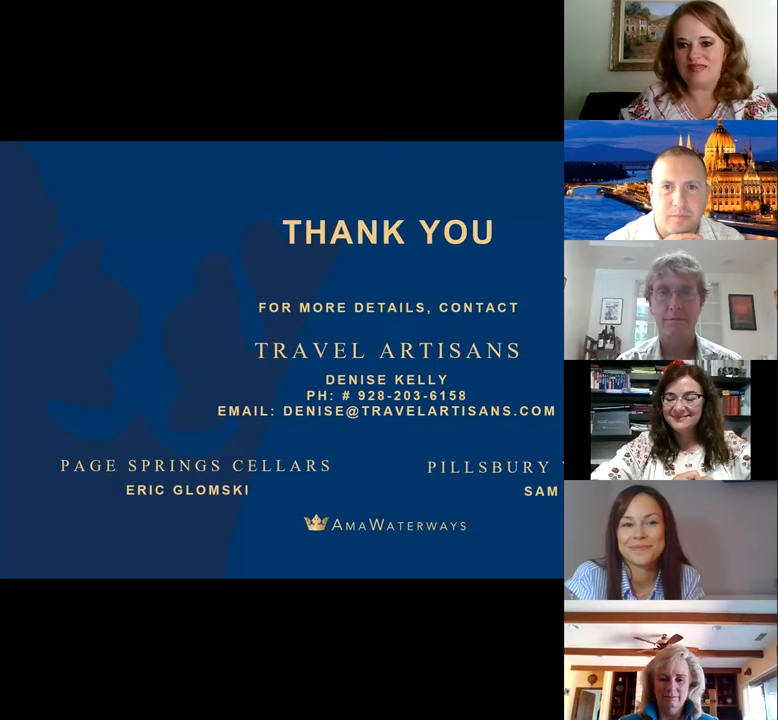 THANK YOU
FOR MORE DETAILS, CONTACT
TRAVEL ARTISANS
DENISE KELLY
PH: # 928-203-6158
EMAIL: DENISE@TRAVELARTISANS.COM
PAGE SPRINGS CELLARS
ERIC GLOMSKI
PILLSBURY
SAM
AMAWATERWAYS